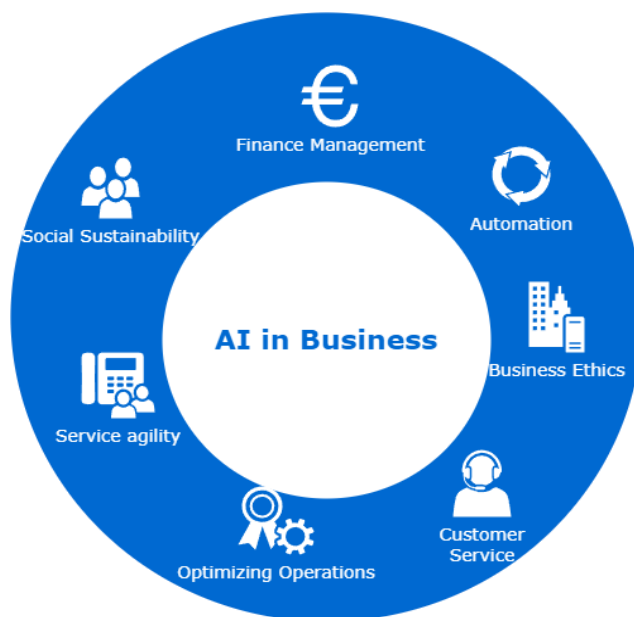 €
Finance Management
Automation
Social Sustainability
AI in Business
Business Ethics
Service agility
Customer
Service
Optimizing Operations